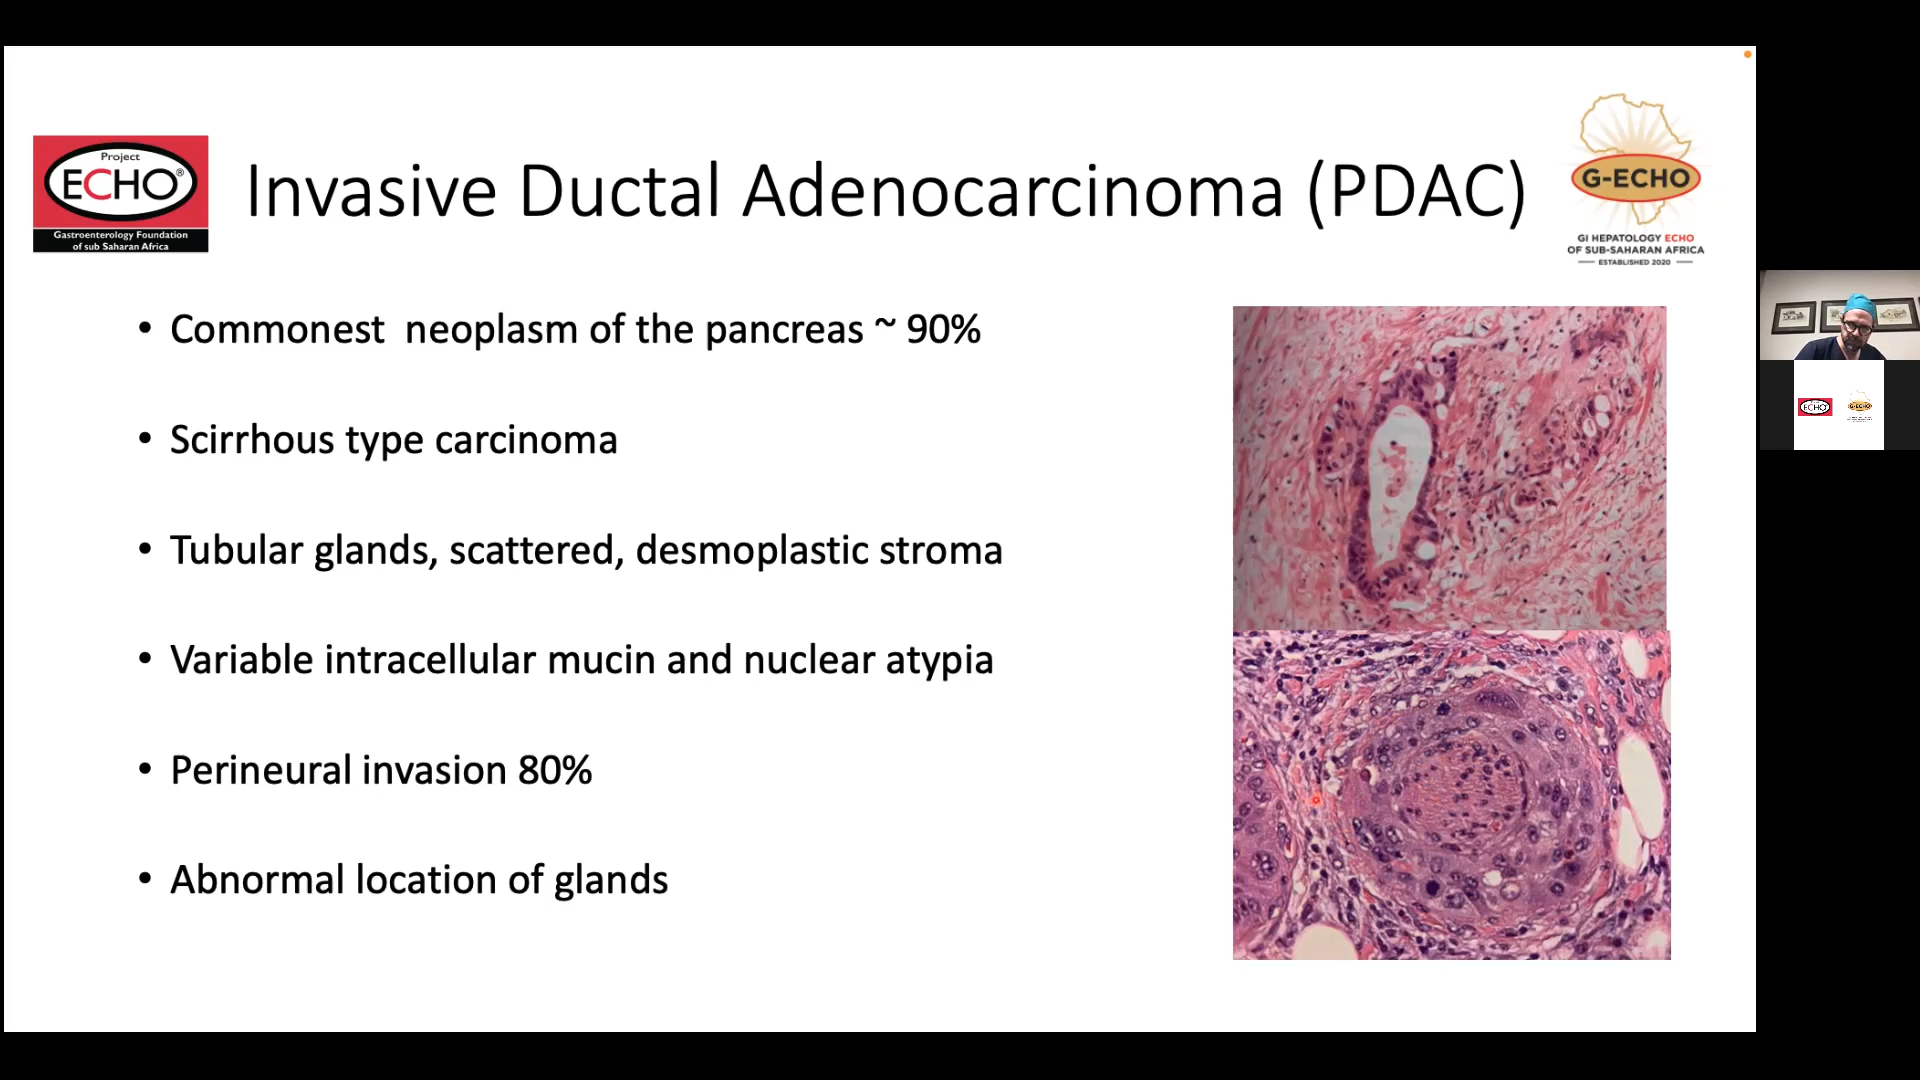 Project
ECHO®
Gastroenterology Foundation
of sub Saharan Africa
Invasive Ductal Adenocarcinoma (PDAC)
G-ECHO
GI HEPATOLOGY ECHO
OF SUB-SAHARAN AFRICA
ESTABLISHED 2020
• Commonest neoplasm of the pancreas ~ 90%
• Scirrhous type carcinoma
• Tubular glands, scattered, desmoplastic stroma
• Variable intracellular mucin and nuclear atypia
• Perineural invasion 80%
• Abnormal location of glands
ECHO
G-ECHO